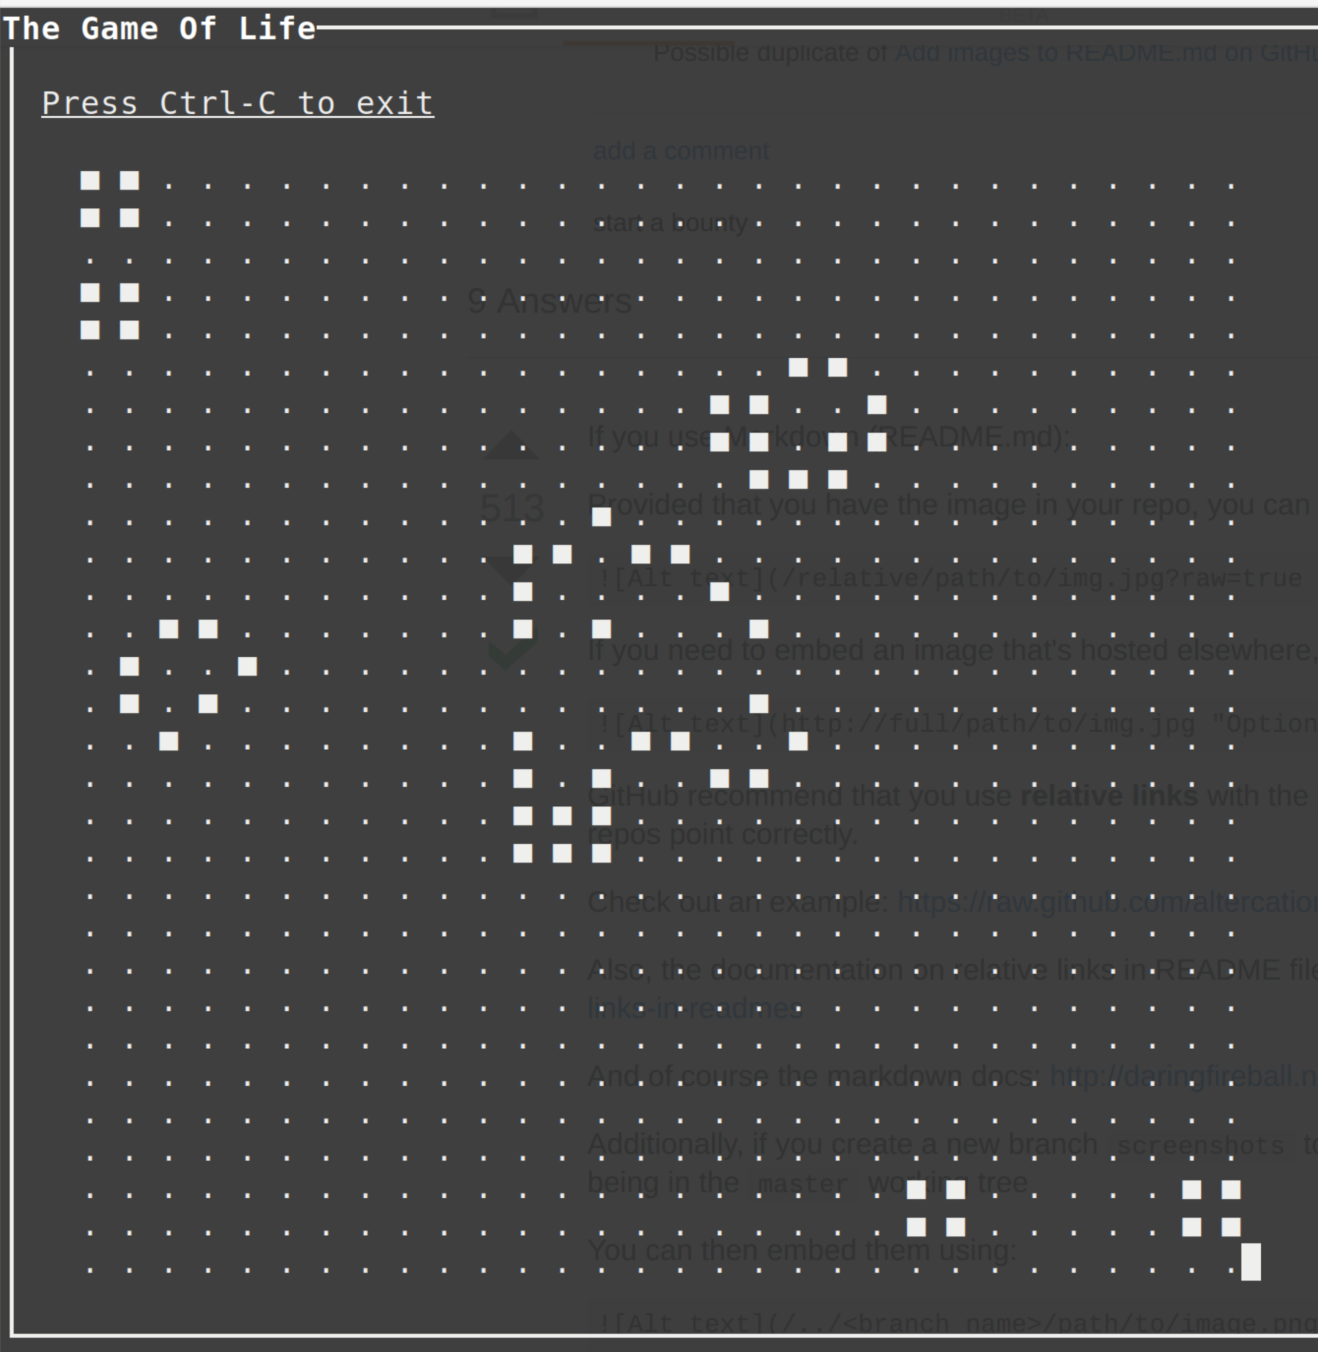 The Game Of Life
Possible duplicate of Add images to README.md on GitHu
Press Ctrl-C to exit
add a comment
start a bounty
9 Answers
If you use Markdown (README.md):
513
Provided that you have the image in your repo, you can
![Alt text](/relative/path/to/img.jpg?raw=true
If you need to embed an image that's hosted elsewhere,
![Alt text](http://full/path/to/img.jpg "Option
GitHub recommend that you use relative links with the
repos point correctly.
Check out an example: https://raw.github.com/altercation
Also, the documentation on relative links in README file
links-in-readmes
And of course the markdown docs: http://daringfireball.n
Additionally, if you create a new branch screenshots to
being in the master working tree
You can then embed them using:
![Alt text](/../<branch name>/path/to/image.png